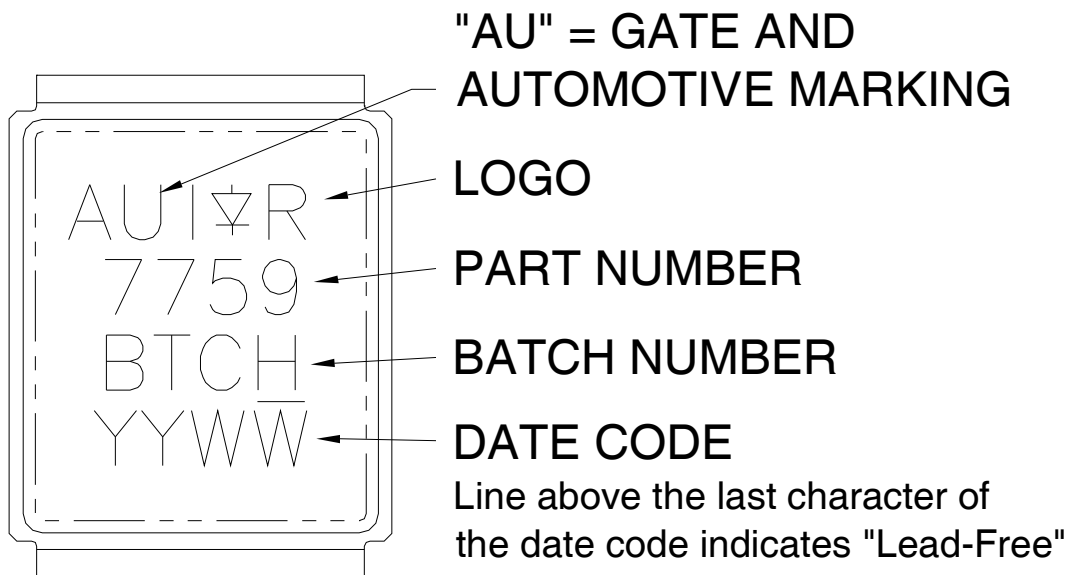 "AU" = GATE AND
AUTOMOTIVE MARKING
AUI R
LOGO
7759
PART NUMBER
BTCH
BATCH NUMBER
YYWW
DATE CODE
Line above the last character of
the date code indicates "Lead-Free"